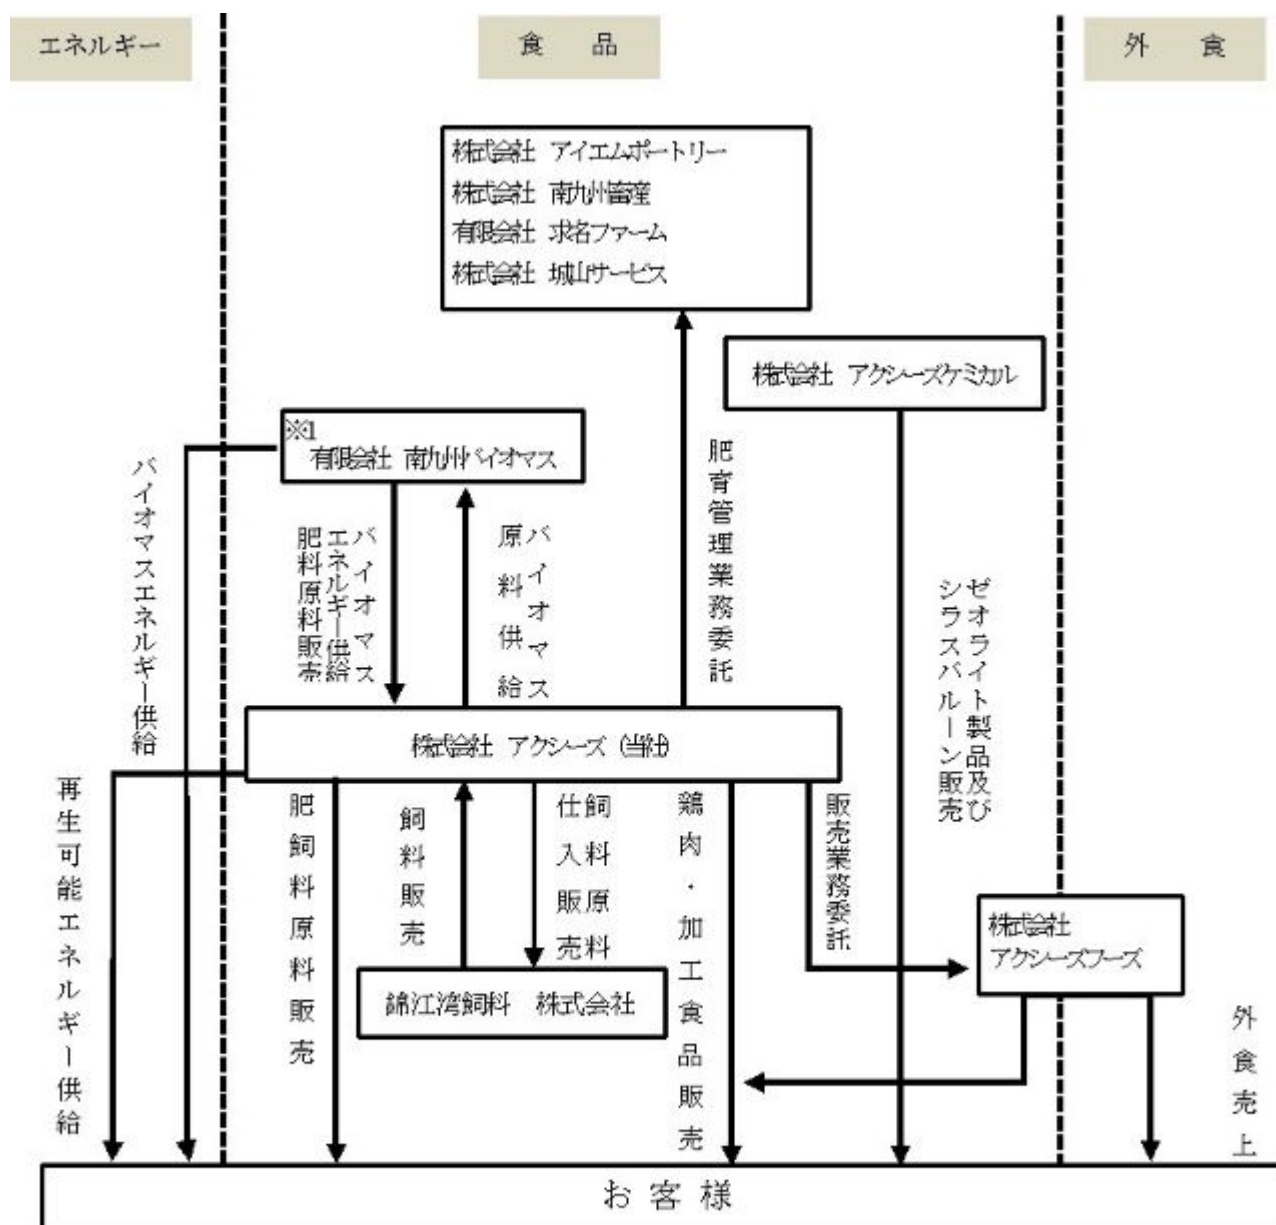 エネルギー
食　品
外　食
株式会社 アイエムポートリー
株式会社 南九州畜産
有限会社 求名ファーム
株式会社 城山サービス
株式会社 アクシーズケミカル
※1
有限会社 南九州バイオマス
バイオマスエネルギー供給
バイオマス
エネルギー供給
肥料原料販売
バイオマス
原料供給
肥育管理業務委託
ゼオライト製品及び
シラスバルーン販売
株式会社 アクシーズ（当社）
再生可能エネルギー供給
肥飼料原料販売
飼料販売
飼料原料
仕入販売
鶏肉・加工食品販売
販売業務委託
株式会社
アクシーズフーズ
錦江湾飼料　株式会社
外食売上
お客様